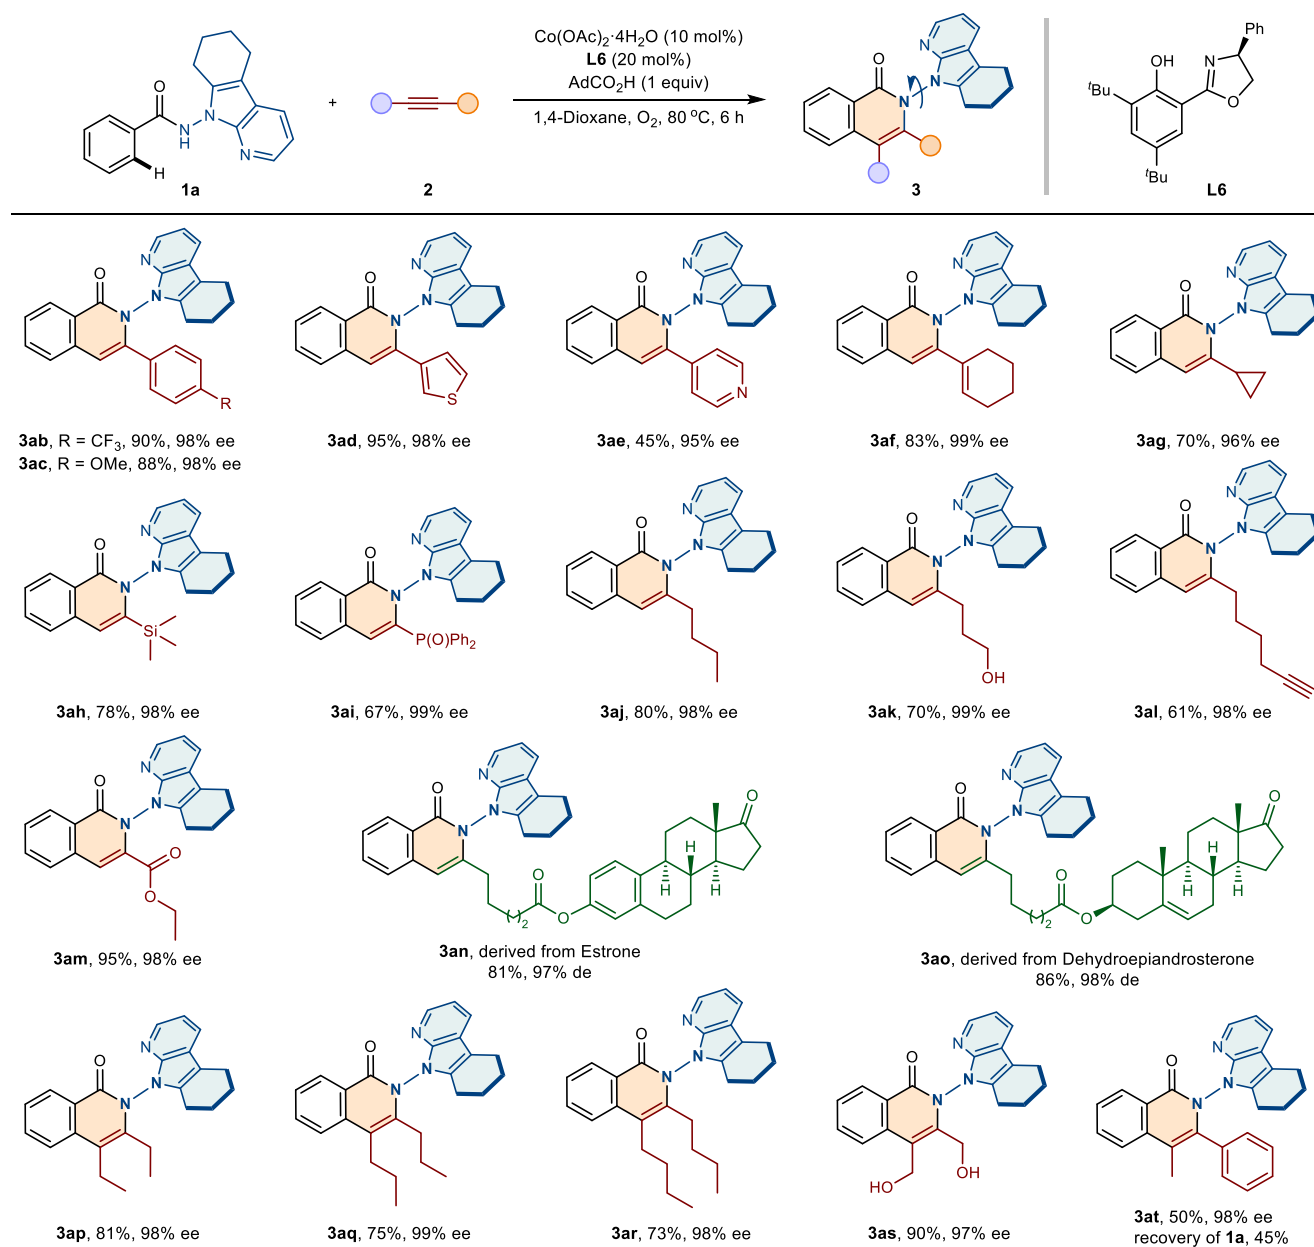 Co(OAc)₂·4H₂O (10 mol%)
L6 (20 mol%)
AdCO₂H (1 equiv)
1,4-Dioxane, O₂, 80 °C, 6 h
O
N
H
N
N
H
1a
+
2
O
N
N
N
3
OH
ᵗBu
ᵗBu
N
O
Ph
L6
O
N
N
N
R
3ab, R = CF₃, 90%, 98% ee
3ac, R = OMe, 88%, 98% ee
O
N
N
N
S
3ad, 95%, 98% ee
O
N
N
N
N
3ae, 45%, 95% ee
O
N
N
N
3af, 83%, 99% ee
O
N
N
N
3ag, 70%, 96% ee
O
N
N
N
Si
3ah, 78%, 98% ee
O
N
N
N
P(O)Ph₂
3ai, 67%, 99% ee
O
N
N
N
3aj, 80%, 98% ee
O
N
N
N
OH
3ak, 70%, 99% ee
O
N
N
N
3al, 61%, 98% ee
O
N
N
N
O
O
3am, 95%, 98% ee
O
N
N
N
( )₂
O
O
H
H
H
O
3an, derived from Estrone
81%, 97% de
O
N
N
N
( )₂
O
O
H
H
H
O
3ao, derived from Dehydroepiandrosterone
86%, 98% de
O
N
N
N
3ap, 81%, 98% ee
O
N
N
N
3aq, 75%, 99% ee
O
N
N
N
3ar, 73%, 98% ee
O
N
N
N
HO
OH
3as, 90%, 97% ee
O
N
N
N
3at, 50%, 98% ee
recovery of 1a, 45%